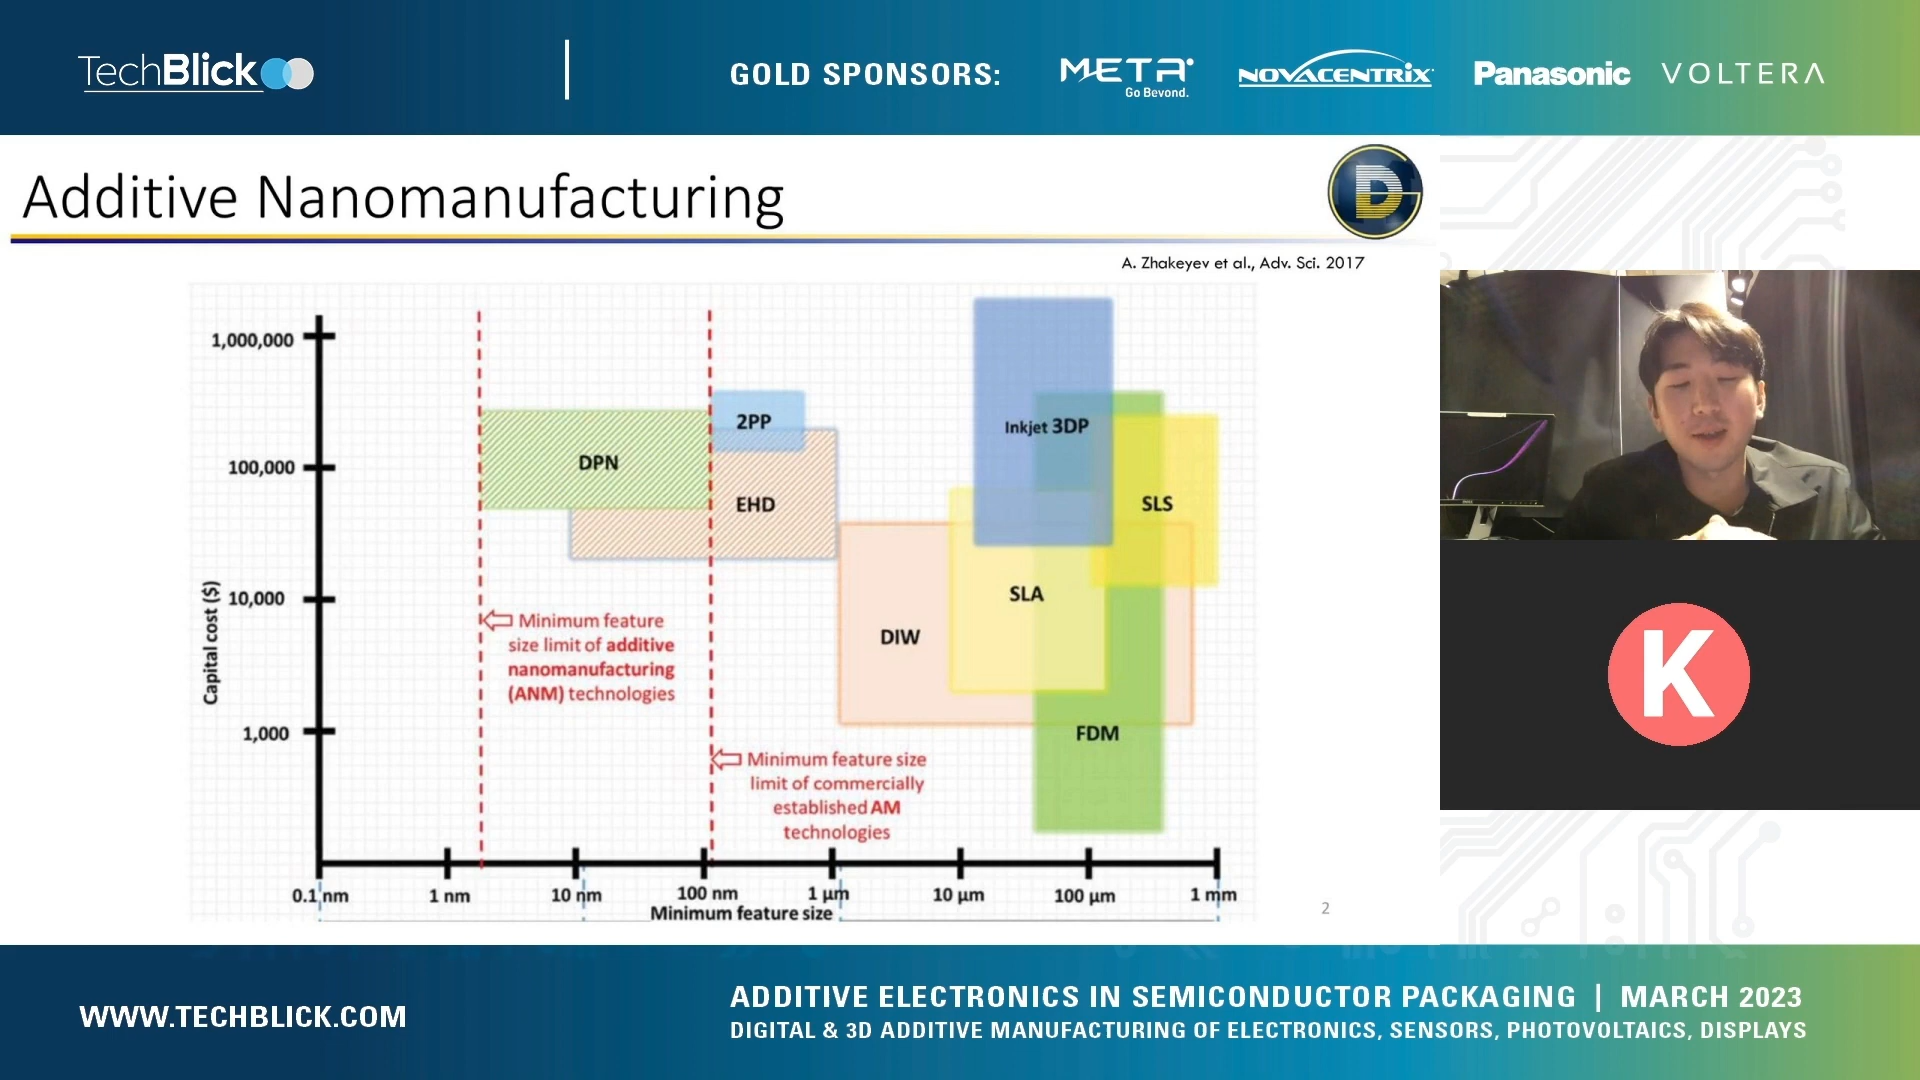 TechBlick
GOLD SPONSORS:
META
Go Beyond.
NOVACENTRIX
Panasonic
VOLTERA
Additive Nanomanufacturing
D
A. Zhakeyev et al., Adv. Sci. 2017
1,000,000
100,000
10,000
1,000
Capital cost ($)
DPN
2PP
EHD
Inkjet 3DP
SLS
SLA
DIW
FDM
Minimum feature
size limit of additive
nanomanufacturing
(ANM) technologies
Minimum feature size
limit of commercially
established AM
technologies
0.1 nm
1 nm
10 nm
100 nm
1 µm
10 µm
100 µm
1 mm
Minimum feature size
2
K
WWW.TECHBLICK.COM
ADDITIVE ELECTRONICS IN SEMICONDUCTOR PACKAGING | MARCH 2023
DIGITAL & 3D ADDITIVE MANUFACTURING OF ELECTRONICS, SENSORS, PHOTOVOLTAICS, DISPLAYS